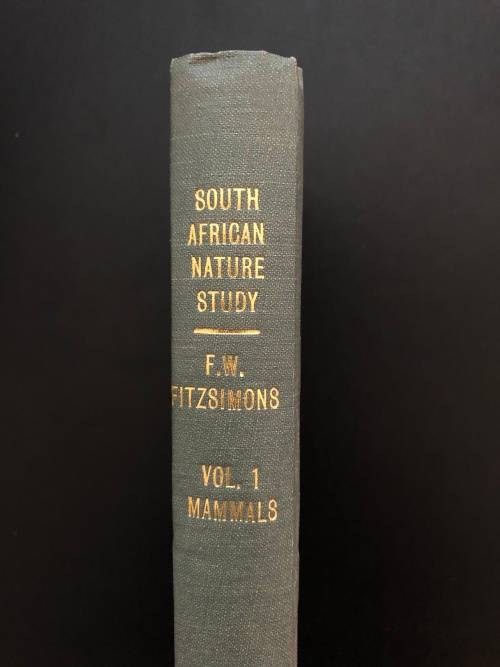 SOUTH
AFRICAN
NATURE
STUDY
F.W.
FITZSIMONS
VOL. 1
MAMMALS